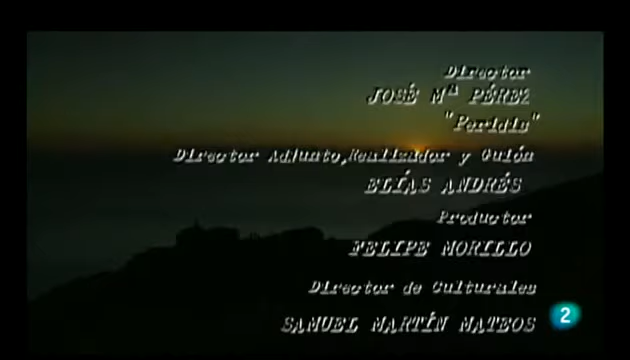 Director
JOSÉ Mª PÉREZ
"Peridis"
Director Adjunto,Realizador y Guión
ELÍAS ANDRÉS
Productor
FELIPE MORILLO
Director de Culturales
SAMUEL MARTÍN MATEOS
2